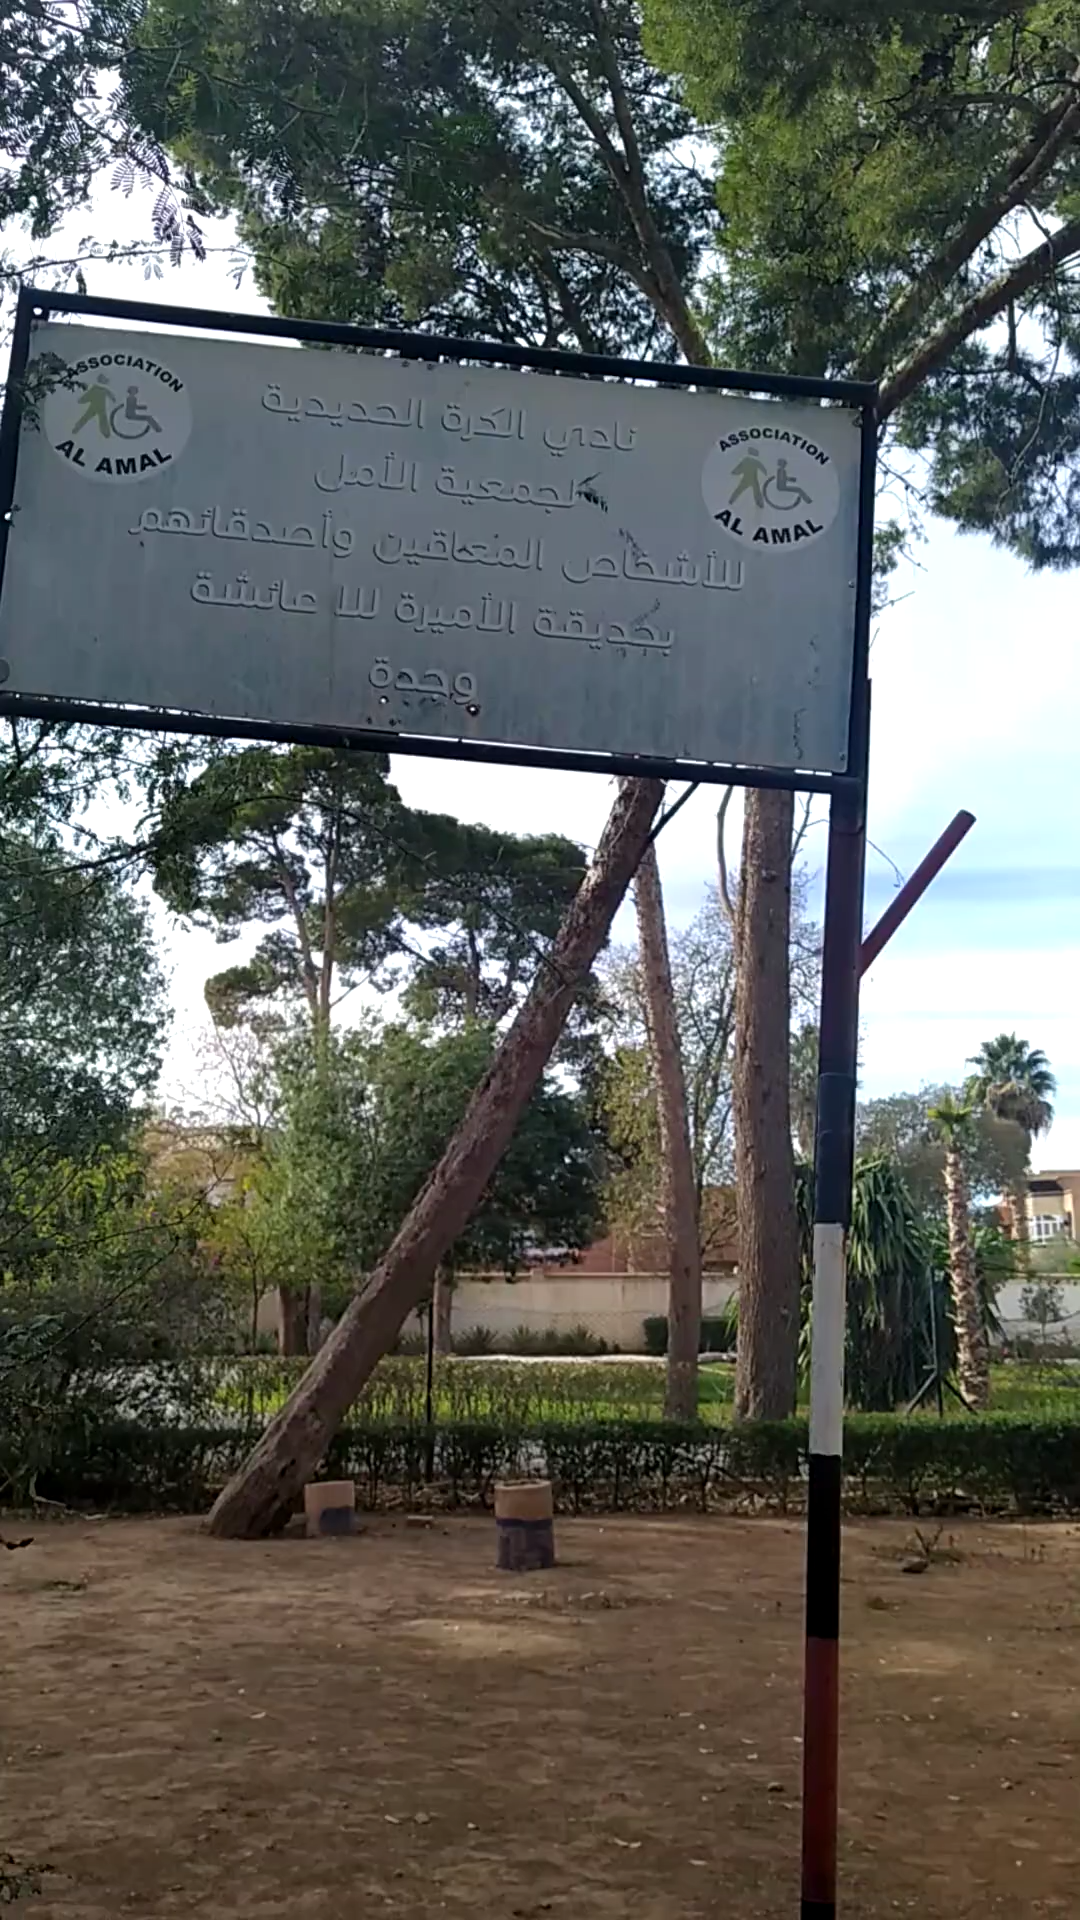 ASSOCIATION
AL AMAL
نادي الكرة الحديدية
لجمعية الأمل
للأشخاص المعاقين وأصدقائهم
بحديقة الأميرة للا عائشة
وجدة
ASSOCIATION
AL AMAL